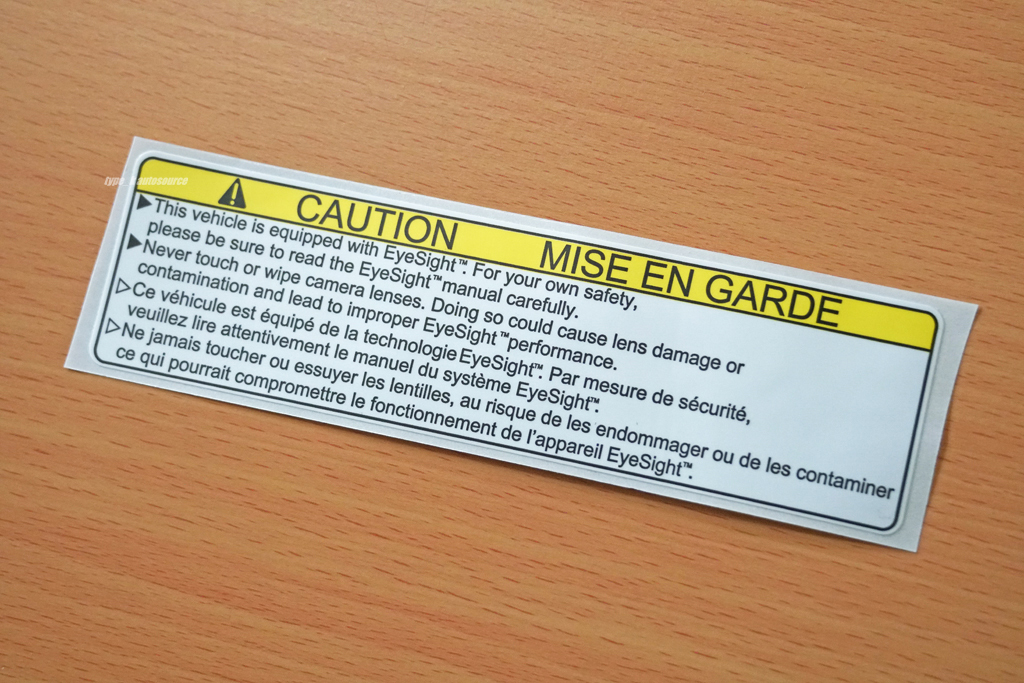 CAUTION MISE EN GARDE
▶This vehicle is equipped with EyeSight™. For your own safety,
please be sure to read the EyeSight™manual carefully.
▶Never touch or wipe camera lenses. Doing so could cause lens damage or
contamination and lead to improper EyeSight™performance.
▷Ce véhicule est équipé de la technologie EyeSight™. Par mesure de sécurité,
veuillez lire attentivement le manuel du système EyeSight™.
▷Ne jamais toucher ou essuyer les lentilles, au risque de les endommager ou de les contaminer
ce qui pourrait compromettre le fonctionnement de l'appareil EyeSight™.